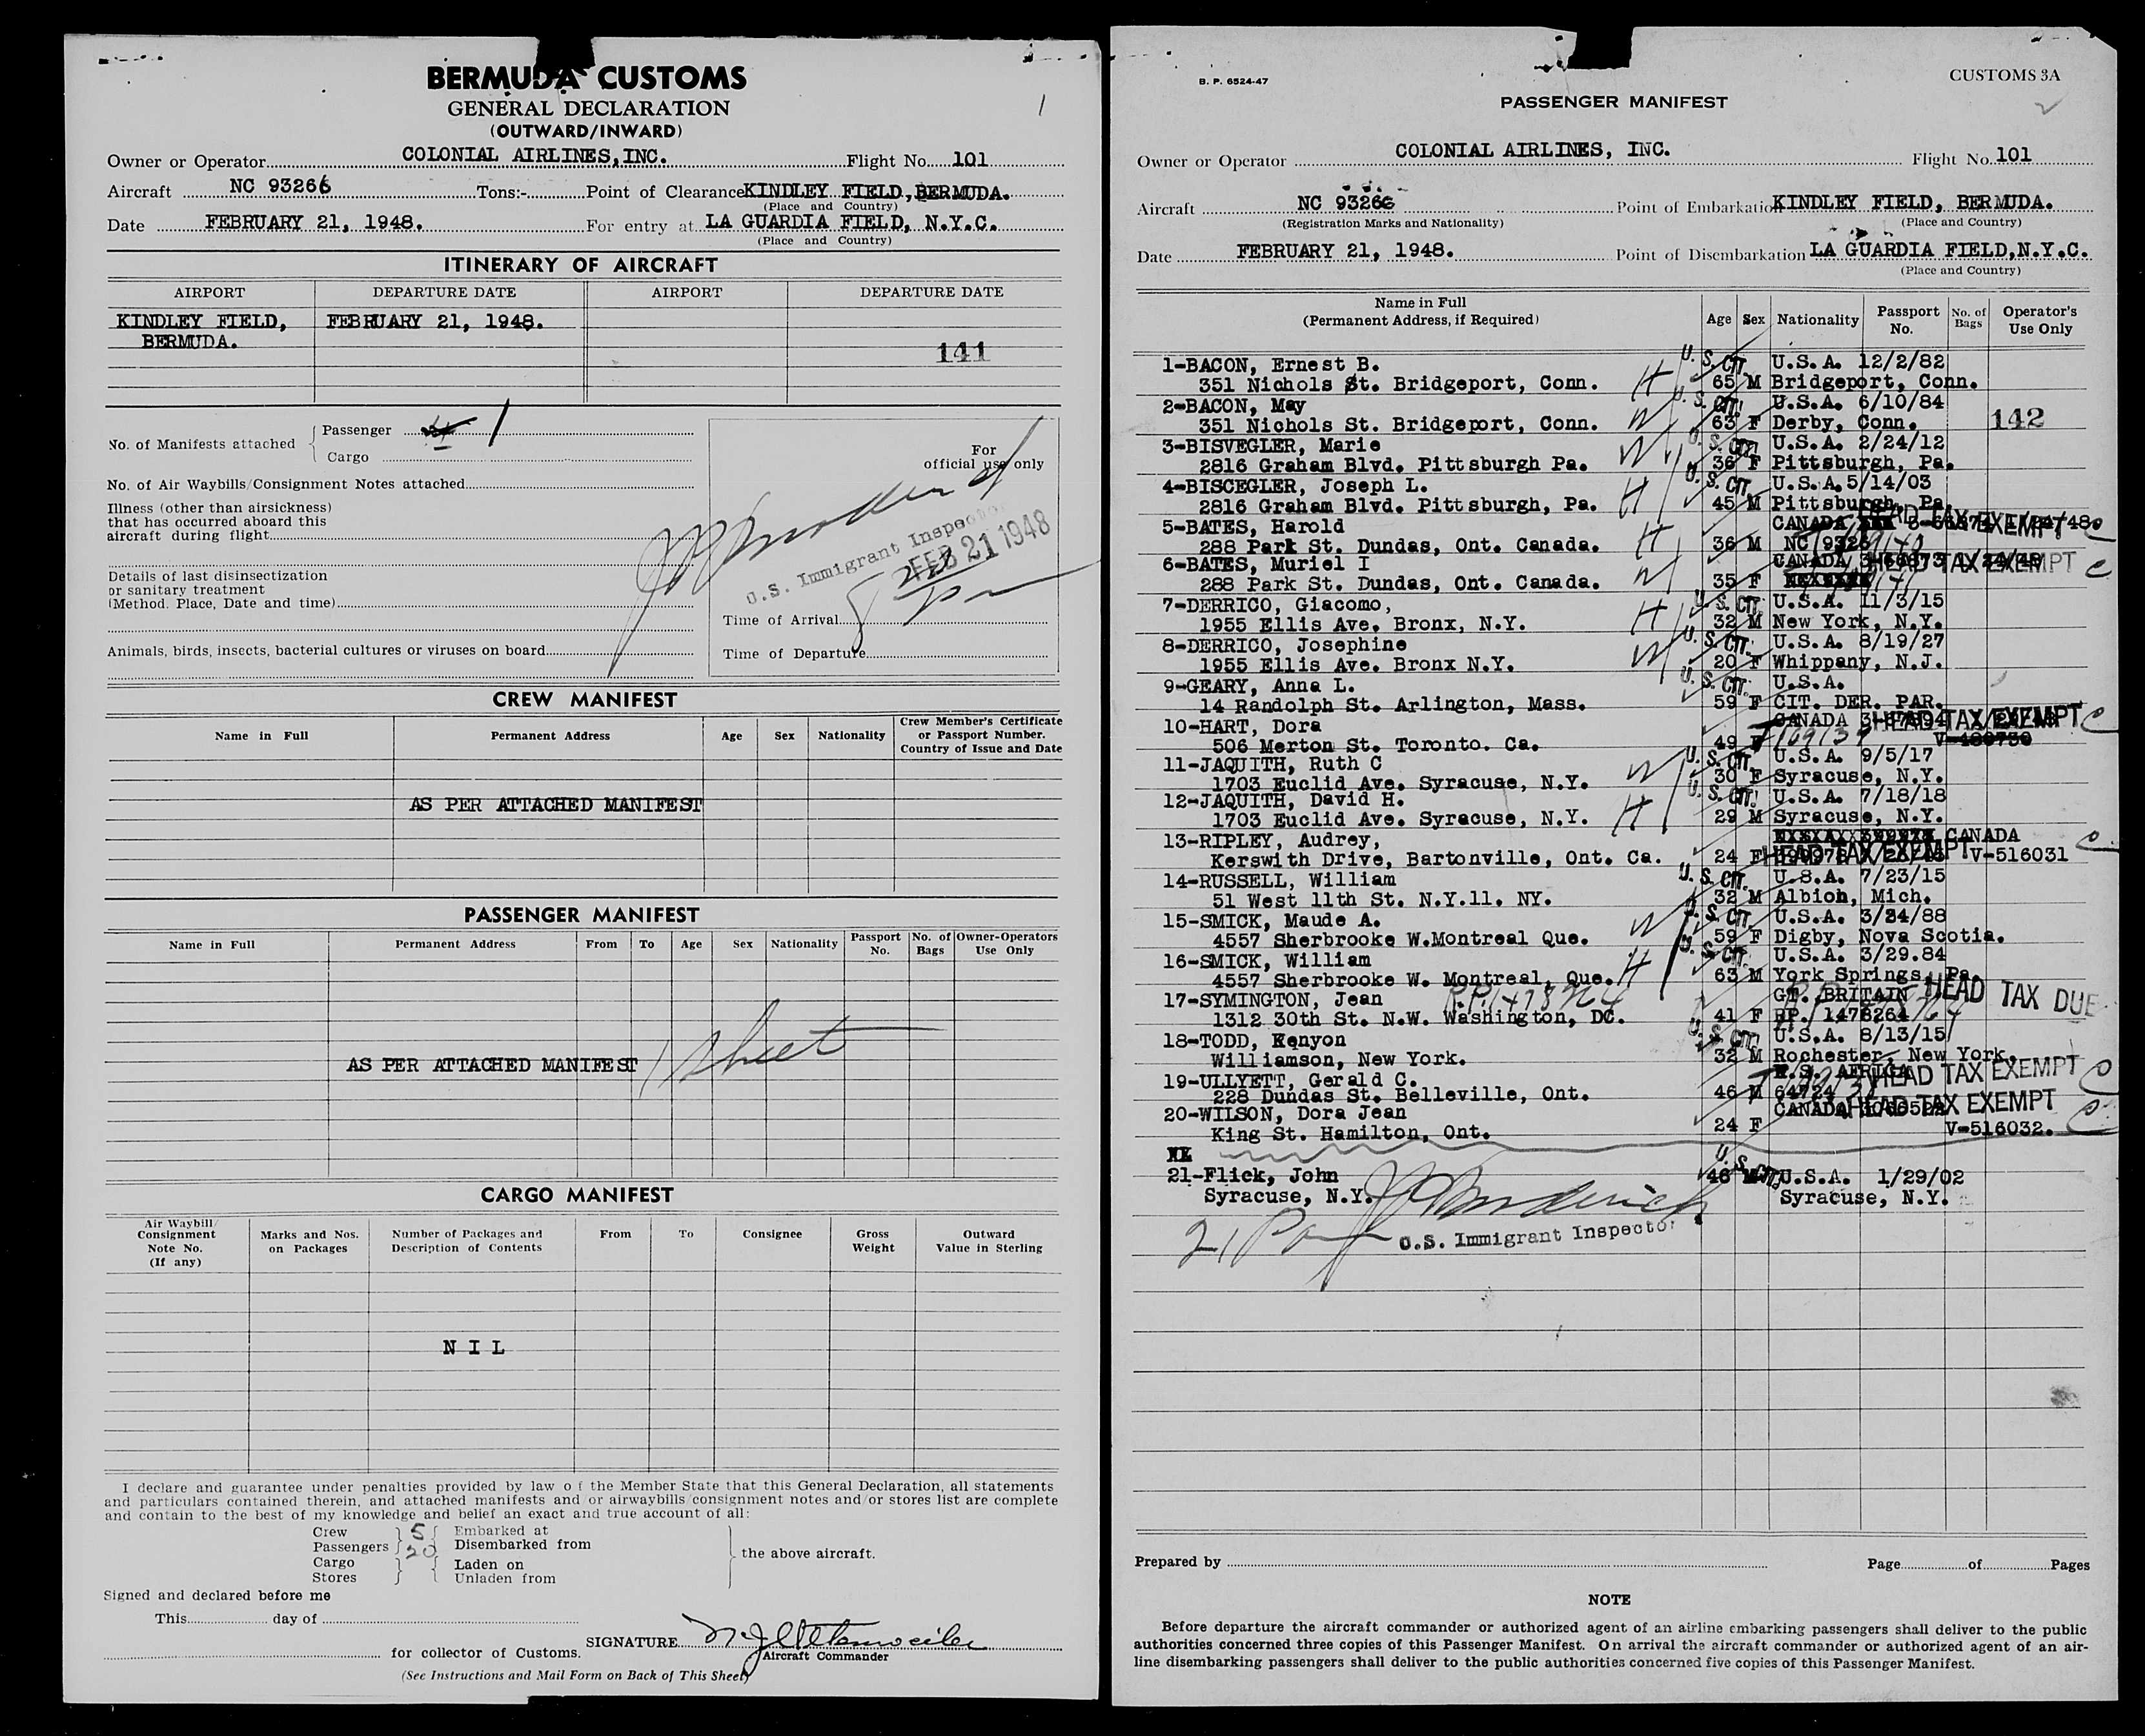 BERMUDA CUSTOMS
GENERAL DECLARATION
(OUTWARD/INWARD)
1
Owner or Operator COLONIAL AIRLINES, INC. Flight No. 101
Aircraft NC 93266 Tons:- Point of Clearance KINDLEY FIELD, BERMUDA.
(Place and Country)
Date FEBRUARY 21, 1948. For entry at LA GUARDIA FIELD, N.Y.C.
(Place and Country)
ITINERARY OF AIRCRAFT
AIRPORT DEPARTURE DATE AIRPORT DEPARTURE DATE
KINDLEY FIELD, FEBRUARY 21, 1948.
BERMUDA.
141
No. of Manifests attached
Passenger 1
Cargo
For
official use only
No. of Air Waybills/Consignment Notes attached
Illness (other than airsickness)
that has occurred aboard this
aircraft during flight
U.S. Immigrant Inspector
FEB 21 1948
Details of last disinsectization
or sanitary treatment
(Method. Place, Date and time)
Time of Arrival
Animals, birds, insects, bacterial cultures or viruses on board
Time of Departure
CREW MANIFEST
Name in Full Permanent Address Age Sex Nationality Crew Member's Certificate
or Passport Number.
Country of Issue and Date
AS PER ATTACHED MANIFEST
PASSENGER MANIFEST
Name in Full Permanent Address From To Age Sex Nationality Passport No. No. of Bags Owner-Operators Use Only
AS PER ATTACHED MANIFEST 1 sheet
CARGO MANIFEST
Air Waybill/
Consignment
Note No.
(If any)
Marks and Nos.
on Packages
Number of Packages and
Description of Contents
From To Consignee
Gross
Weight
Outward
Value in Sterling
N I L
I declare and guarantee under penalties provided by law of the Member State that this General Declaration, all statements
and particulars contained therein, and attached manifests and or airwaybills/consignment notes and/or stores list are complete
and contain to the best of my knowledge and belief an exact and true account of all:
Crew 5 Embarked at
Passengers 20 Disembarked from
the above aircraft.
Cargo Laden on
Stores Unladen from
Signed and declared before me
This day of
SIGNATURE
for collector of Customs.
Aircraft Commander
(See Instructions and Mail Form on Back of This Sheet)
B. P. 6524-47
CUSTOMS 3A
PASSENGER MANIFEST
Owner or Operator COLONIAL AIRLINES, INC. Flight No. 101
Aircraft NC 93266 Point of Embarkation KINDLEY FIELD, BERMUDA.
(Registration Marks and Nationality) (Place and Country)
Date FEBRUARY 21, 1948. Point of Disembarkation LA GUARDIA FIELD, N.Y.C.
(Place and Country)
Name in Full
(Permanent Address, if Required)
Age Sex Nationality Passport No. No. of Bags Operator's Use Only
1-BACON, Ernest B. U.S. CIT. U.S.A. 12/2/82
351 Nichols St. Bridgeport, Conn. H 65 M Bridgeport, Conn.
2-BACON, May U.S. CIT. U.S.A. 6/10/84
351 Nichols St. Bridgeport, Conn. W 63 F Derby, Conn. 142
3-BISVEGLER, Marie U.S. CIT. U.S.A. 2/24/12
2816 Graham Blvd. Pittsburgh Pa. W 36 F Pittsburgh, Pa.
4-BISCEGLER, Joseph L. U.S. CIT. U.S.A. 5/14/03
2816 Graham Blvd. Pittsburgh, Pa. H 45 M Pittsburgh, Pa.
5-BATES, Harold CANADA HEAD TAX EXEMPT
288 Park St. Dundas, Ont. Canada. H 36 M
6-BATES, Muriel I CANADA HEAD TAX EXEMPT
288 Park St. Dundas, Ont. Canada. W 35 F
7-DERRICO, Giacomo, U.S. CIT. U.S.A. 11/3/15
1955 Ellis Ave. Bronx, N.Y. H 32 M New York, N.Y.
8-DERRICO, Josephine U.S. CIT. U.S.A. 8/19/27
1955 Ellis Ave. Bronx N.Y. W 20 F Whippany, N.J.
9-GEARY, Anna L. U.S. CIT. U.S.A.
14 Randolph St. Arlington, Mass. 59 F CIT. DER. PAR.
10-HART, Dora CANADA HEAD TAX EXEMPT
506 Merton St. Toronto. Ca. 49 F
11-JAQUITH, Ruth C U.S. CIT. U.S.A. 9/5/17
1703 Euclid Ave. Syracuse, N.Y. W 30 F Syracuse, N.Y.
12-JAQUITH, David H. U.S. CIT. U.S.A. 7/18/18
1703 Euclid Ave. Syracuse, N.Y. H 29 M Syracuse, N.Y.
13-RIPLEY, Audrey, CANADA
Kerswith Drive, Bartonville, Ont. Ca. 24 F HEAD TAX EXEMPT V-516031
14-RUSSELL, William U.S. CIT. U.S.A. 7/23/15
51 West 11th St. N.Y.11. NY. 32 M Albion, Mich.
15-SMICK, Maude A. U.S. CIT. U.S.A. 3/24/88
4557 Sherbrooke W.Montreal Que. W 59 F Digby, Nova Scotia.
16-SMICK, William U.S. CIT. U.S.A. 3/29.84
4557 Sherbrooke W. Montreal, Que. H 63 M York Springs, Pa.
17-SYMINGTON, Jean GT. BRITAIN HEAD TAX DUE
1312 30th St. N.W. Washington, DC. 41 F RP. 1478264
18-TODD, Kenyon U.S. CIT. U.S.A. 8/13/15
Williamson, New York. 32 M Rochester, New York.
19-ULLYETT, Gerald C. AFRICA HEAD TAX EXEMPT
228 Dundas St. Belleville, Ont. 46 M 64724
20-WILSON, Dora Jean CANADA HEAD TAX EXEMPT
King St. Hamilton, Ont. 24 F V-516032.
21-Flick, John U.S. CIT. 46 M U.S.A. 1/29/02
Syracuse, N.Y. Syracuse, N.Y.
21 Pa
U.S. Immigrant Inspector
Prepared by Page of Pages
NOTE
Before departure the aircraft commander or authorized agent of an airline embarking passengers shall deliver to the public
authorities concerned three copies of this Passenger Manifest. On arrival the aircraft commander or authorized agent of an air-
line disembarking passengers shall deliver to the public authorities concerned five copies of this Passenger Manifest.